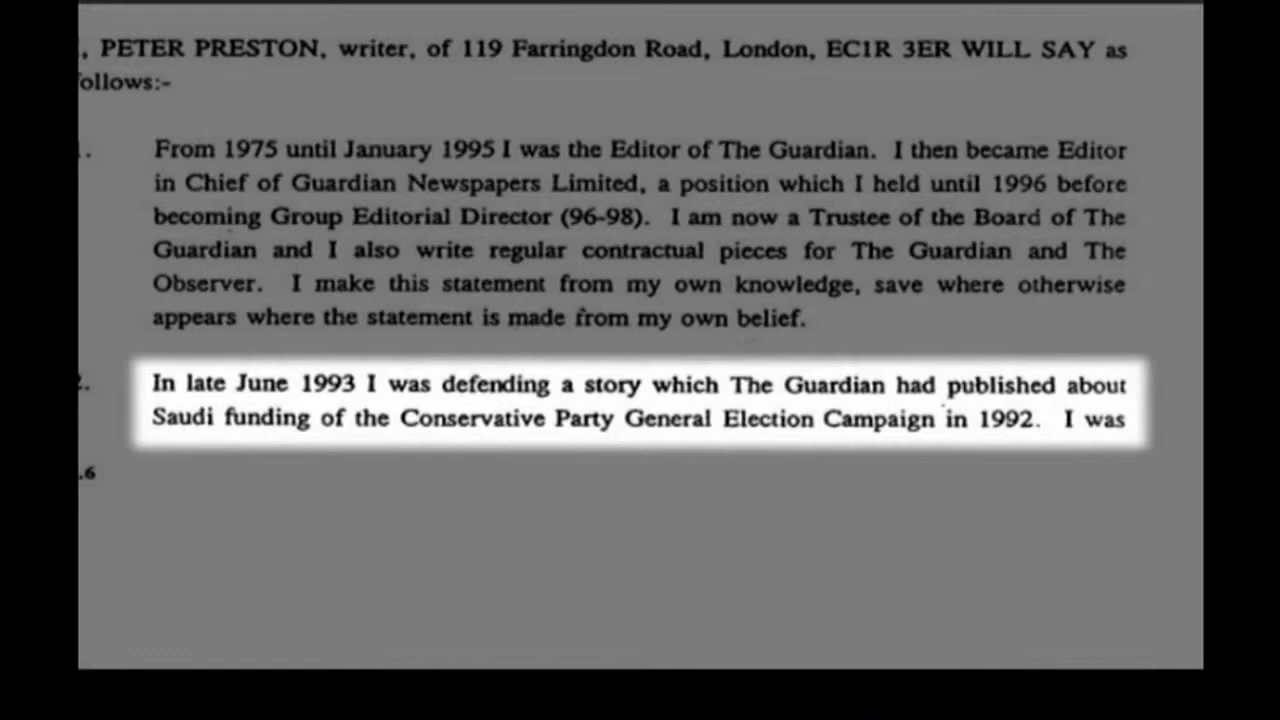 , PETER PRESTON, writer, of 119 Farringdon Road, London, EC1R 3ER WILL SAY as
follows:-
. From 1975 until January 1995 I was the Editor of The Guardian. I then became Editor
in Chief of Guardian Newspapers Limited, a position which I held until 1996 before
becoming Group Editorial Director (96-98). I am now a Trustee of the Board of The
Guardian and I also write regular contractual pieces for The Guardian and The
Observer. I make this statement from my own knowledge, save where otherwise
appears where the statement is made from my own belief.
2. In late June 1993 I was defending a story which The Guardian had published about
Saudi funding of the Conservative Party General Election Campaign in 1992. I was
.6